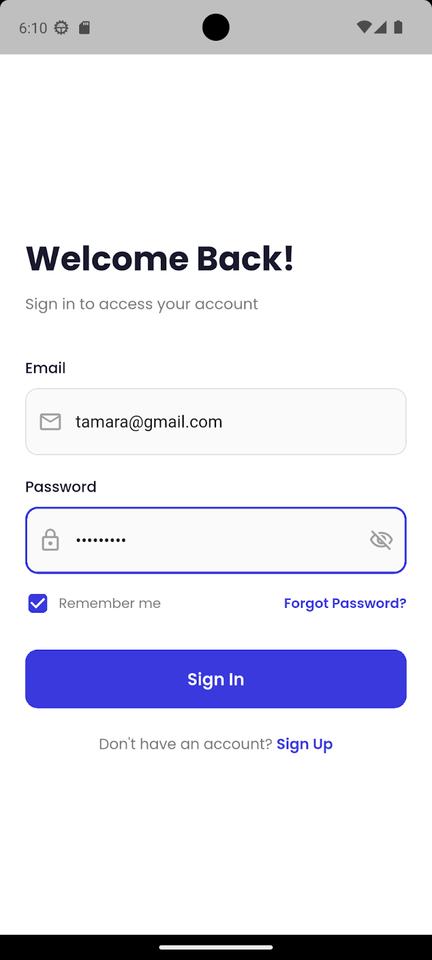 6:10
Welcome Back!
Sign in to access your account
Email
tamara@gmail.com
Password
•••••••••
Remember me
Forgot Password?
Sign In
Don't have an account? Sign Up